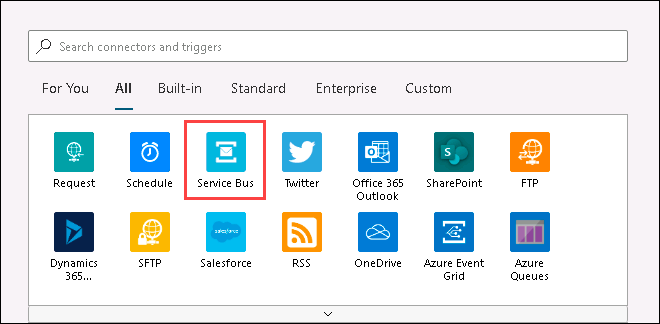 Search connectors and triggers
For You All Built-in Standard Enterprise Custom
Request Schedule Service Bus Twitter Office 365 Outlook SharePoint FTP
Dynamics 365... SFTP salesforce Salesforce RSS OneDrive Azure Event Grid Azure Queues